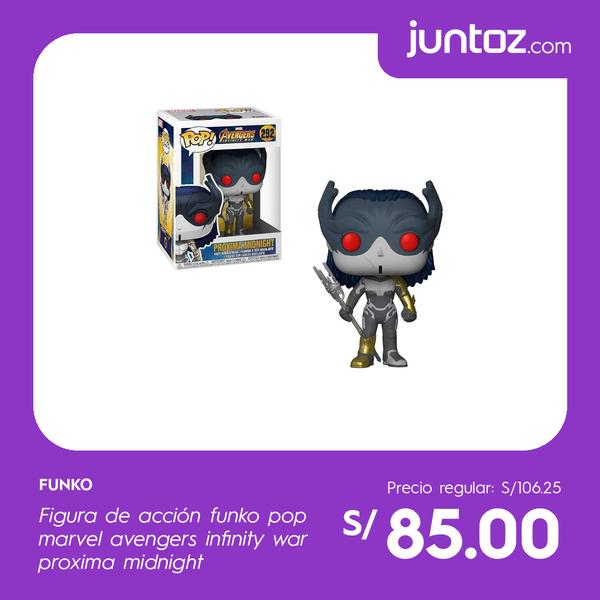 juntoz.com
POP!
MARVEL
AVENGERS
INFINITY WAR
292
PROXIMA MIDNIGHT
FUNKO
Precio regular: S/106.25
Figura de acción funko pop
marvel avengers infinity war
proxima midnight
S/ 85.00